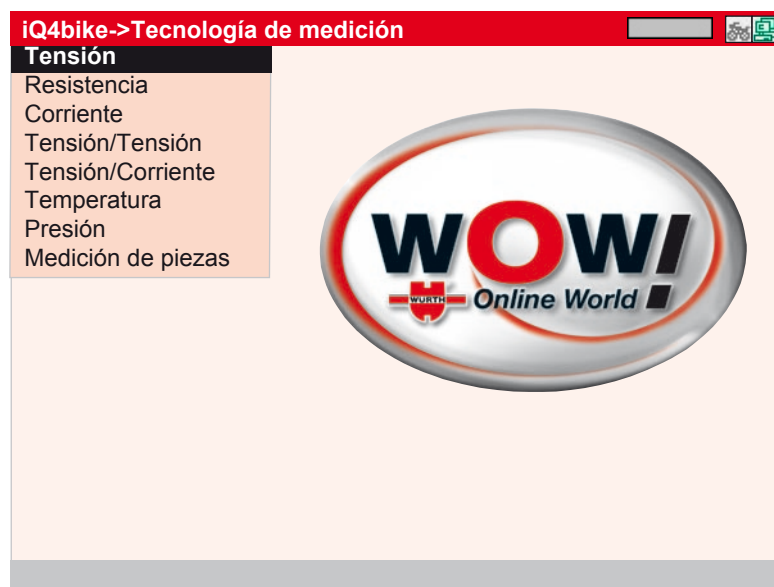 iQ4bike->Tecnología de medición
Tensión
Resistencia
Corriente
Tensión/Tensión
Tensión/Corriente
Temperatura
Presión
Medición de piezas
WOW!
WURTH Online World